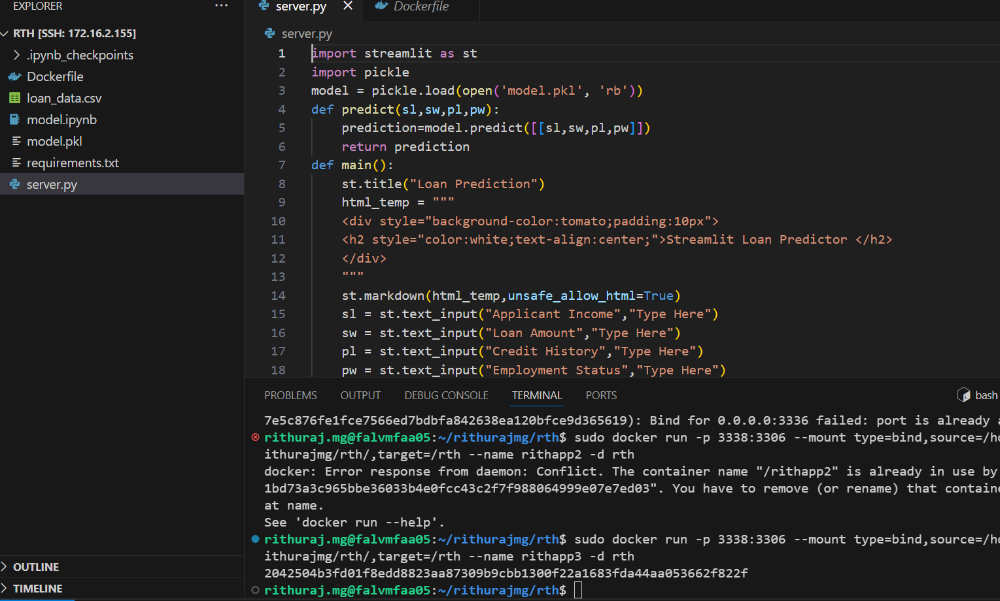 EXPLORER
···
server.py
Dockerfile
RTH [SSH: 172.16.2.155]
.ipynb_checkpoints
Dockerfile
loan_data.csv
model.ipynb
model.pkl
requirements.txt
server.py
OUTLINE
TIMELINE
server.py
1 import streamlit as st
2 import pickle
3 model = pickle.load(open('model.pkl', 'rb'))
4 def predict(sl,sw,pl,pw):
5     prediction=model.predict([[sl,sw,pl,pw]])
6     return prediction
7 def main():
8     st.title("Loan Prediction")
9     html_temp = """
10     <div style="background-color:tomato;padding:10px">
11     <h2 style="color:white;text-align:center;">Streamlit Loan Predictor </h2>
12     </div>
13     """
14     st.markdown(html_temp,unsafe_allow_html=True)
15     sl = st.text_input("Applicant Income","Type Here")
16     sw = st.text_input("Loan Amount","Type Here")
17     pl = st.text_input("Credit History","Type Here")
18     pw = st.text_input("Employment Status","Type Here")
PROBLEMS OUTPUT DEBUG CONSOLE TERMINAL PORTS bash
7e5c876fe1fce7566ed7bdbfa842638ea120bfce9d365619): Bind for 0.0.0.0:3336 failed: port is already
rithuraj.mg@falvmfaa05:~/rithurajmg/rth$ sudo docker run -p 3338:3306 --mount type=bind,source=/h
ithurajmg/rth/,target=/rth --name rithapp2 -d rth
docker: Error response from daemon: Conflict. The container name "/rithapp2" is already in use by
1bd73a3c965bbe36033b4e0fcc43c2f7f988064999e07e7ed03". You have to remove (or rename) that contain
at name.
See 'docker run --help'.
rithuraj.mg@falvmfaa05:~/rithurajmg/rth$ sudo docker run -p 3338:3306 --mount type=bind,source=/h
ithurajmg/rth/,target=/rth --name rithapp3 -d rth
2042504b3fd01f8edd8823aa87309b9cbb1300f22a1683fda44aa053662f822f
rithuraj.mg@falvmfaa05:~/rithurajmg/rth$